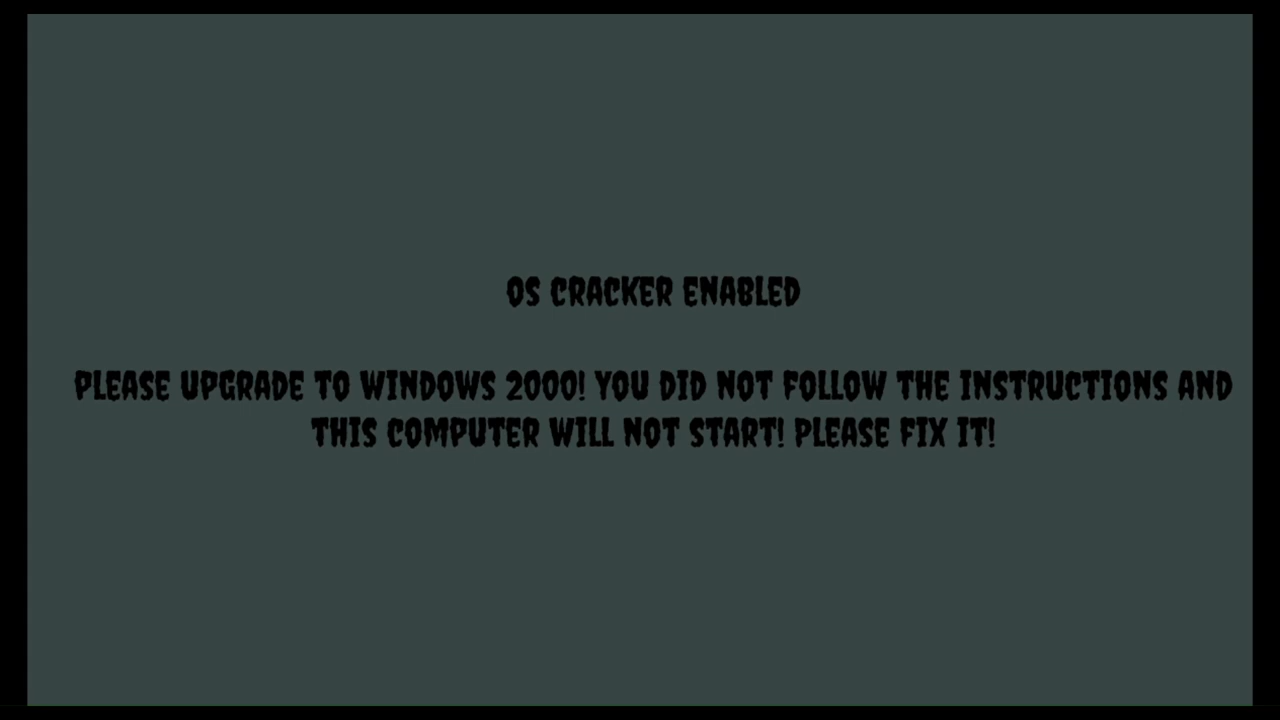 OS CRACKER ENABLED
PLEASE UPGRADE TO WINDOWS 2000! YOU DID NOT FOLLOW THE INSTRUCTIONS AND
THIS COMPUTER WILL NOT START! PLEASE FIX IT!